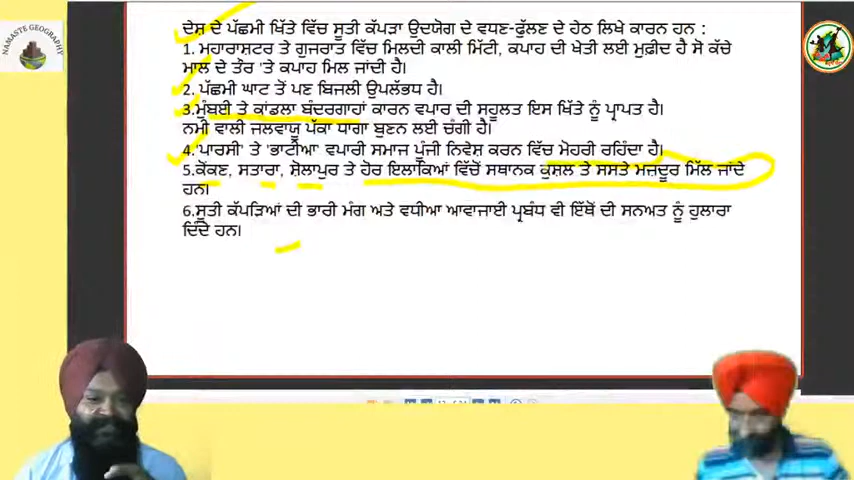 NAMASTE GEOGRAPHY
ਦੇਸ਼ ਦੇ ਪੱਛਮੀ ਖਿੱਤੇ ਵਿੱਚ ਸੂਤੀ ਕੱਪੜਾ ਉਦਯੋਗ ਦੇ ਵਧਣ-ਫੁੱਲਣ ਦੇ ਹੇਠ ਲਿਖੇ ਕਾਰਨ ਹਨ :
1. ਮਹਾਰਾਸ਼ਟਰ ਤੇ ਗੁਜਰਾਤ ਵਿੱਚ ਮਿਲਦੀ ਕਾਲੀ ਮਿੱਟੀ, ਕਪਾਹ ਦੀ ਖੇਤੀ ਲਈ ਮੁਫ਼ੀਦ ਹੈ ਸੋ ਕੱਚੇ
ਮਾਲ ਦੇ ਤੌਰ 'ਤੇ ਕਪਾਹ ਮਿਲ ਜਾਂਦੀ ਹੈ।
2. ਪੱਛਮੀ ਘਾਟ ਤੋਂ ਪਣ ਬਿਜਲੀ ਉਪਲੱਭਧ ਹੈ।
3.ਮੁੰਬਈ ਤੇ ਕਾਂਡਲਾ ਬੰਦਰਗਾਹਾਂ ਕਾਰਨ ਵਪਾਰ ਦੀ ਸਹੂਲਤ ਇਸ ਖਿੱਤੇ ਨੂੰ ਪ੍ਰਾਪਤ ਹੈ।
ਨਮੀ ਵਾਲੀ ਜਲਵਾਯੂ ਪੱਕਾ ਧਾਗਾ ਬੁਣਨ ਲਈ ਚੰਗੀ ਹੈ।
4.'ਪਾਰਸੀ' ਤੇ 'ਭਾਟੀਆ' ਵਪਾਰੀ ਸਮਾਜ ਪੂੰਜੀ ਨਿਵੇਸ਼ ਕਰਨ ਵਿੱਚ ਮੋਹਰੀ ਰਹਿੰਦਾ ਹੈ।
5.ਕੋਂਕਣ, ਸਤਾਰਾ, ਸ਼ੋਲਾਪੁਰ ਤੇ ਹੋਰ ਇਲਾਕਿਆਂ ਵਿੱਚੋਂ ਸਥਾਨਕ ਕੁਸ਼ਲ ਤੇ ਸਸਤੇ ਮਜ਼ਦੂਰ ਮਿੱਲ ਜਾਂਦੇ
ਹਨ।
6.ਸੂਤੀ ਕੱਪੜਿਆਂ ਦੀ ਭਾਰੀ ਮੰਗ ਅਤੇ ਵਧੀਆ ਆਵਾਜਾਈ ਪ੍ਰਬੰਧ ਵੀ ਇੱਥੋਂ ਦੀ ਸਨਅਤ ਨੂੰ ਹੁਲਾਰਾ
ਦਿੰਦੇ ਹਨ।